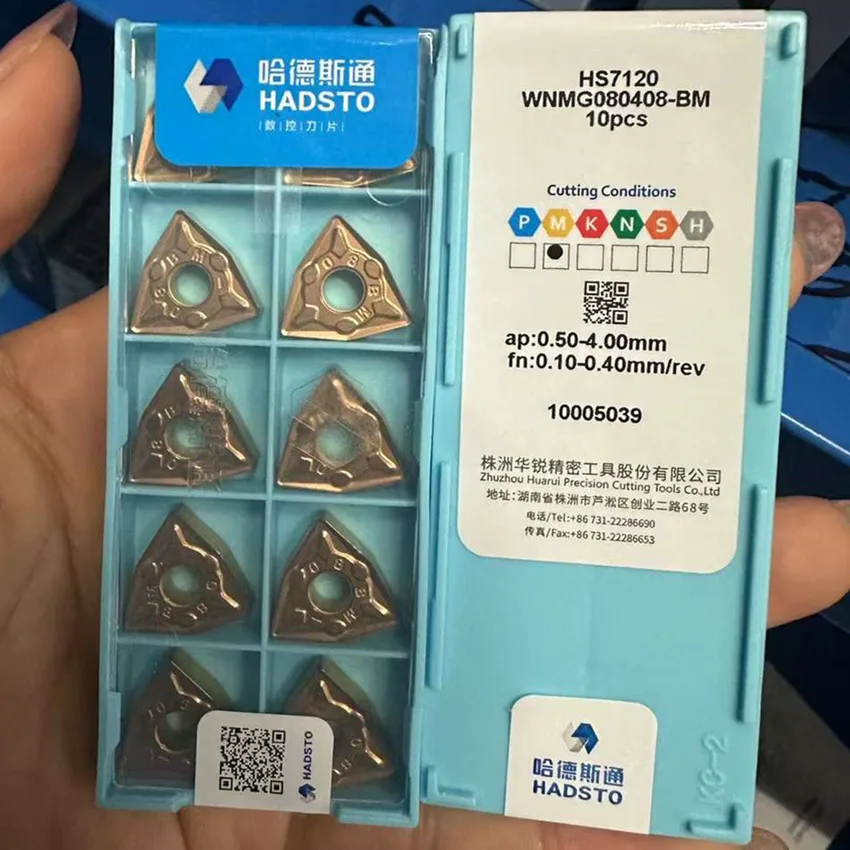 哈德斯通
HADSTO
|数|控|刀|片|
HADSTO
HS7120
WNMG080408-BM
10pcs
Cutting Conditions
P M K N S H
ap:0.50-4.00mm
fn:0.10-0.40mm/rev
10005039
株洲华锐精密工具股份有限公司
Zhuzhou Huarui Precision Cutting Tools Co.,Ltd
地址:湖南省株洲市芦淞区创业二路68号
电话/Tel:+86 731-22286690
传真/Fax:+86 731-22286653
哈德斯通
HADSTO
KC-2